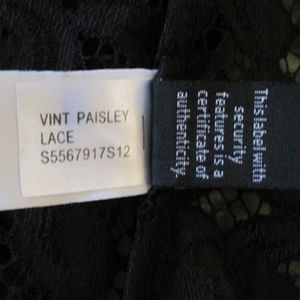 VINT PAISLEY
LACE
S5567917S12
This label with
security
features is a
certificate of
authenticity.